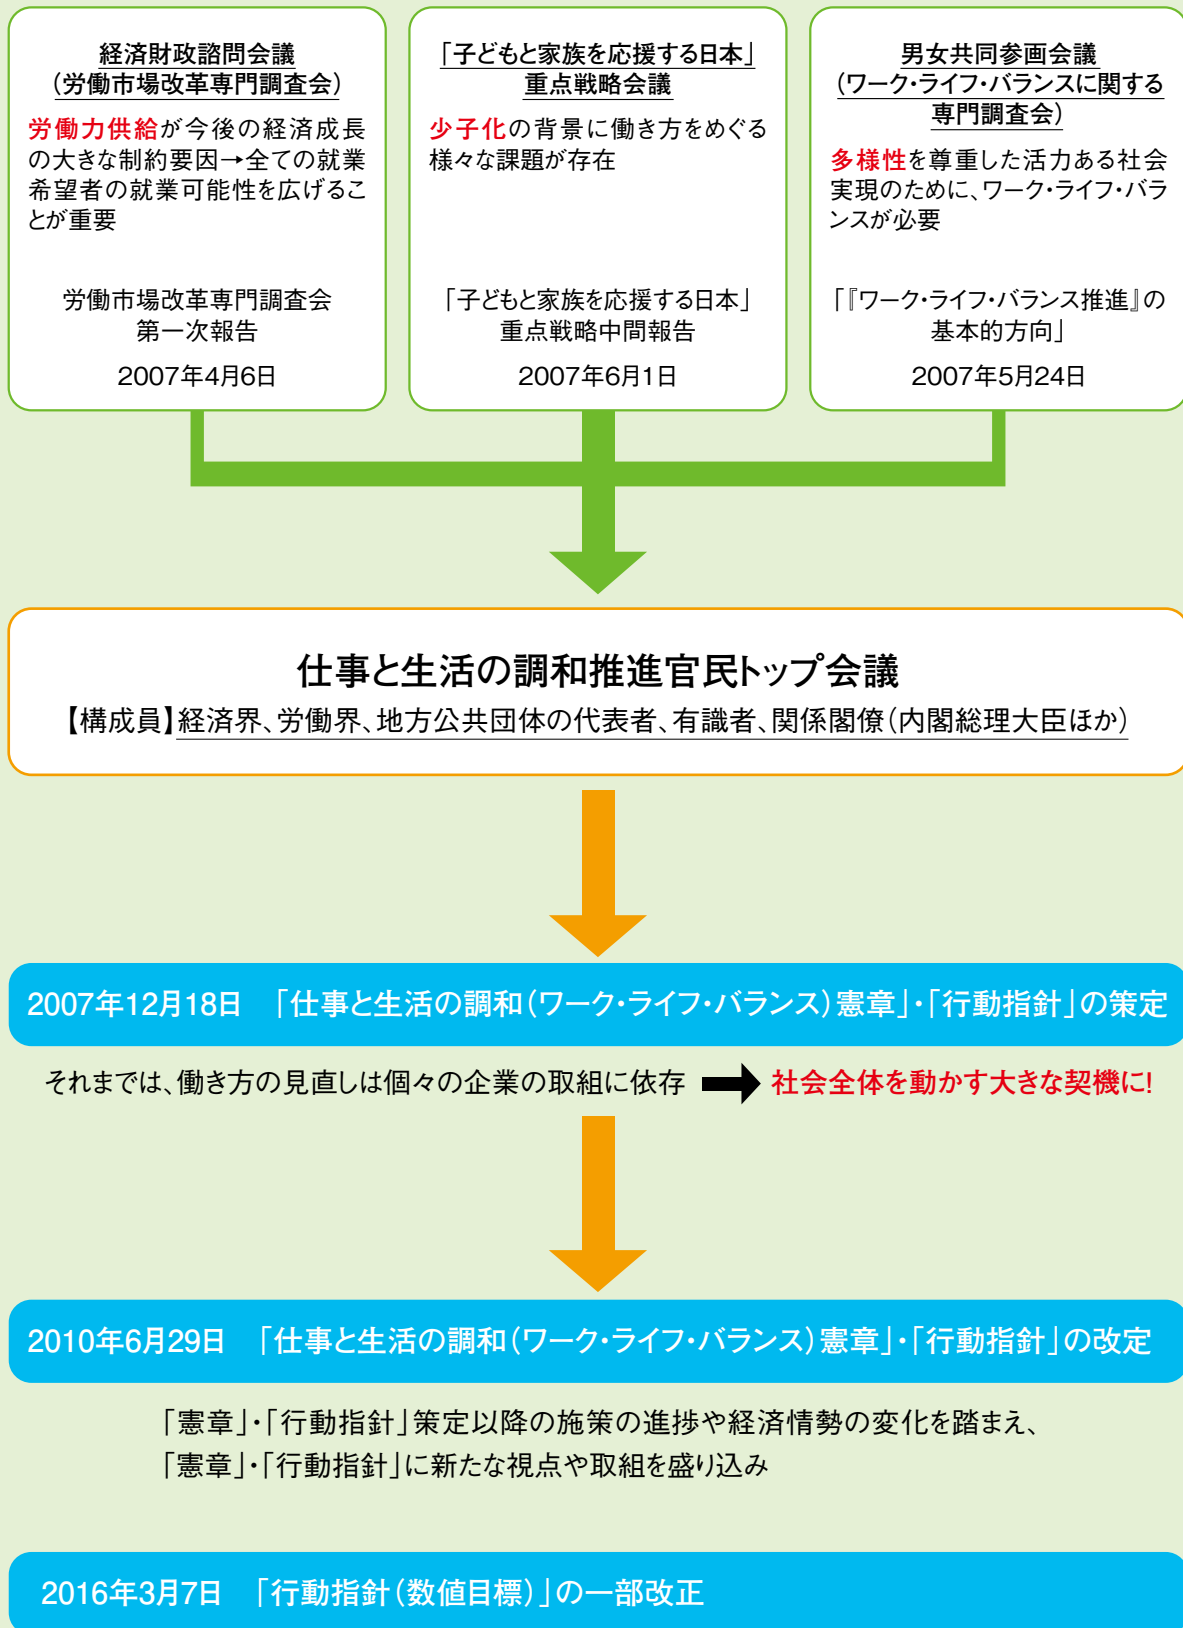 経済財政諮問会議
(労働市場改革専門調査会)
労働力供給が今後の経済成長
の大きな制約要因→全ての就業
希望者の就業可能性を広げるこ
とが重要
労働市場改革専門調査会
第一次報告
2007年4月6日
「子どもと家族を応援する日本」
重点戦略会議
少子化の背景に働き方をめぐる
様々な課題が存在
「子どもと家族を応援する日本」
重点戦略中間報告
2007年6月1日
男女共同参画会議
(ワーク・ライフ・バランスに関する
専門調査会)
多様性を尊重した活力ある社会
実現のために、ワーク・ライフ・バラ
ンスが必要
「『ワーク・ライフ・バランス推進』の
基本的方向」
2007年5月24日
仕事と生活の調和推進官民トップ会議
【構成員】経済界、労働界、地方公共団体の代表者、有識者、関係閣僚(内閣総理大臣ほか)
2007年12月18日 「仕事と生活の調和(ワーク・ライフ・バランス)憲章」・「行動指針」の策定
それまでは、働き方の見直しは個々の企業の取組に依存 ➡ 社会全体を動かす大きな契機に!
2010年6月29日 「仕事と生活の調和(ワーク・ライフ・バランス)憲章」・「行動指針」の改定
「憲章」・「行動指針」策定以降の施策の進捗や経済情勢の変化を踏まえ、
「憲章」・「行動指針」に新たな視点や取組を盛り込み
2016年3月7日 「行動指針(数値目標)」の一部改正